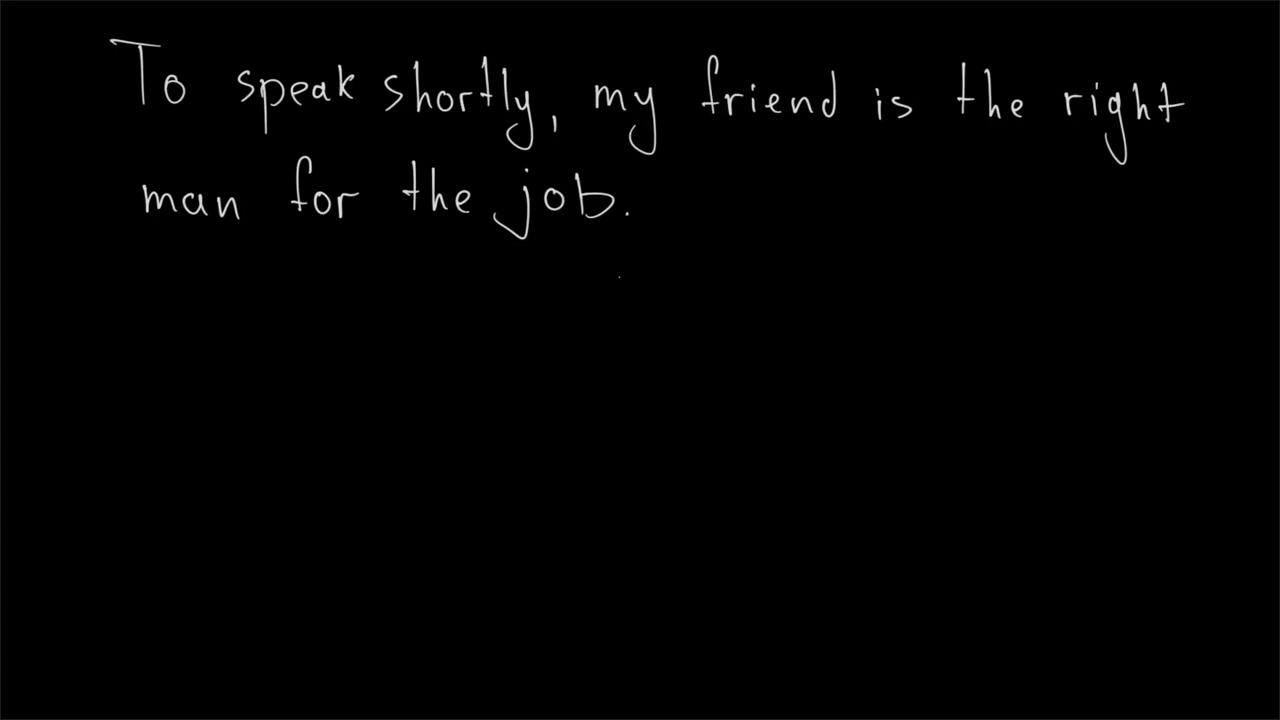 To speak shortly, my friend is the right
man for the job.